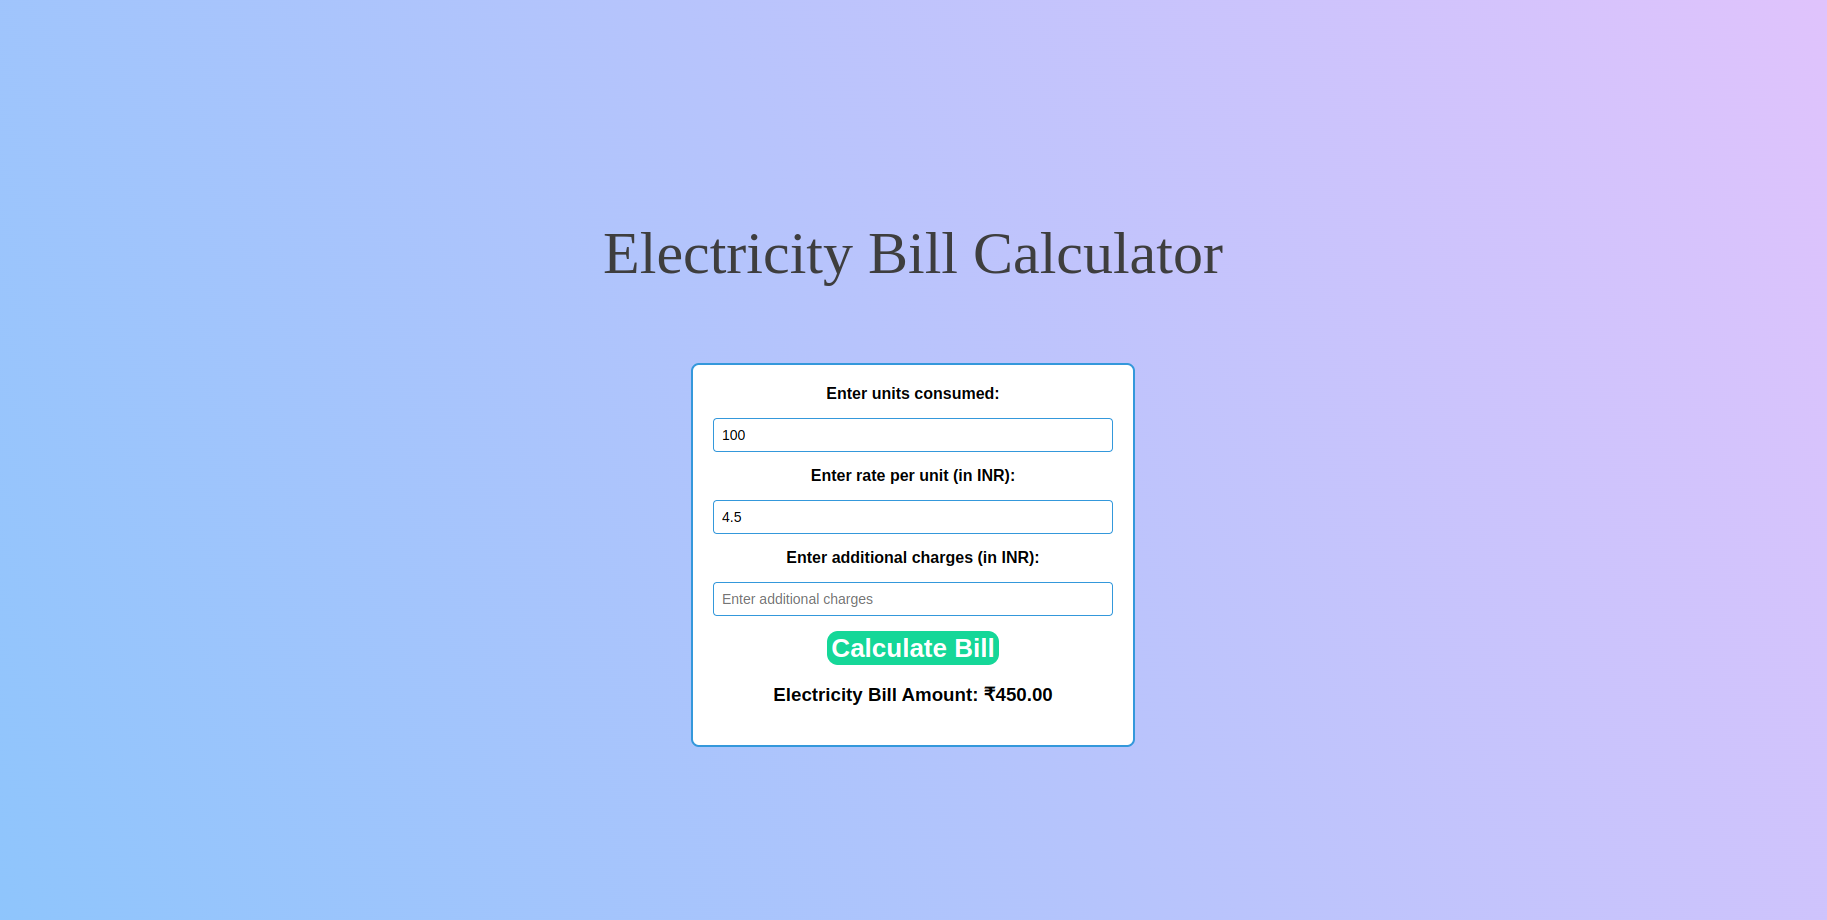 Electricity Bill Calculator
Enter units consumed:
100
Enter rate per unit (in INR):
4.5
Enter additional charges (in INR):
Enter additional charges
Calculate Bill
Electricity Bill Amount: ₹450.00